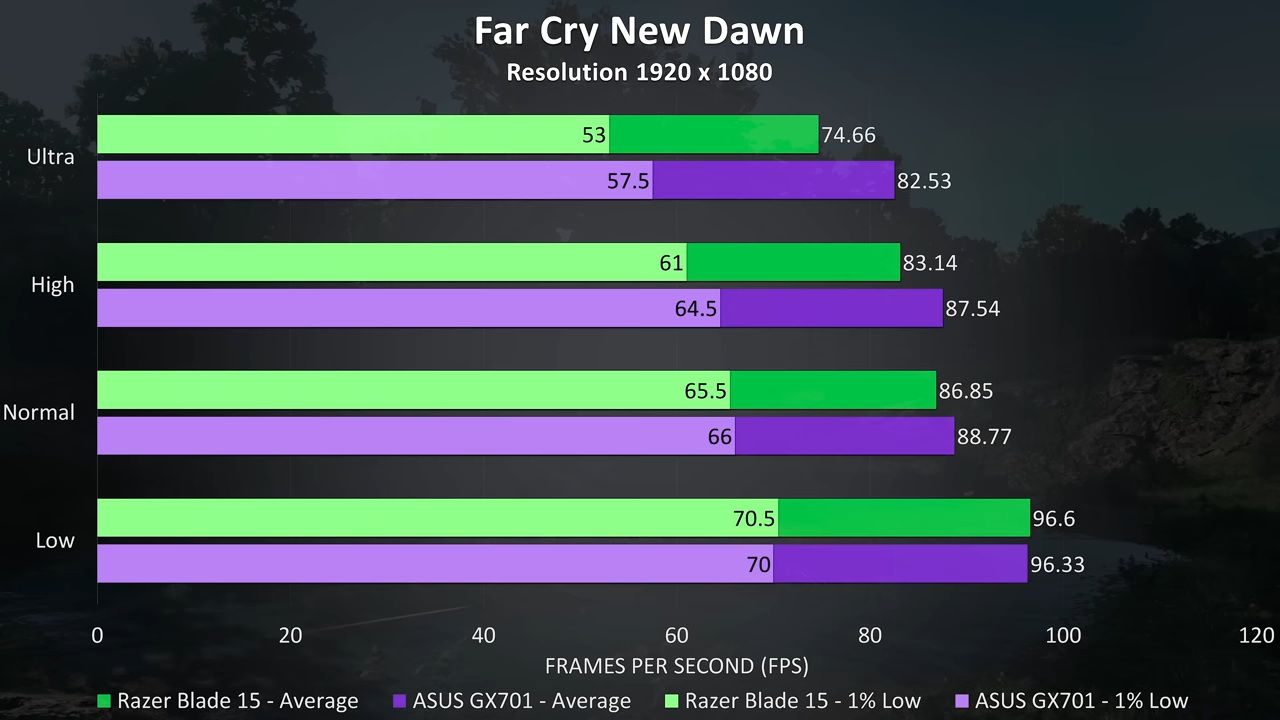 Far Cry New Dawn
Resolution 1920 x 1080
53 74.66
Ultra
57.5 82.53
61 83.14
High
64.5 87.54
65.5 86.85
Normal
66 88.77
70.5 96.6
Low
70 96.33
0 20 40 60 80 100 120
FRAMES PER SECOND (FPS)
Razer Blade 15 - Average ASUS GX701 - Average Razer Blade 15 - 1% Low ASUS GX701 - 1% Low